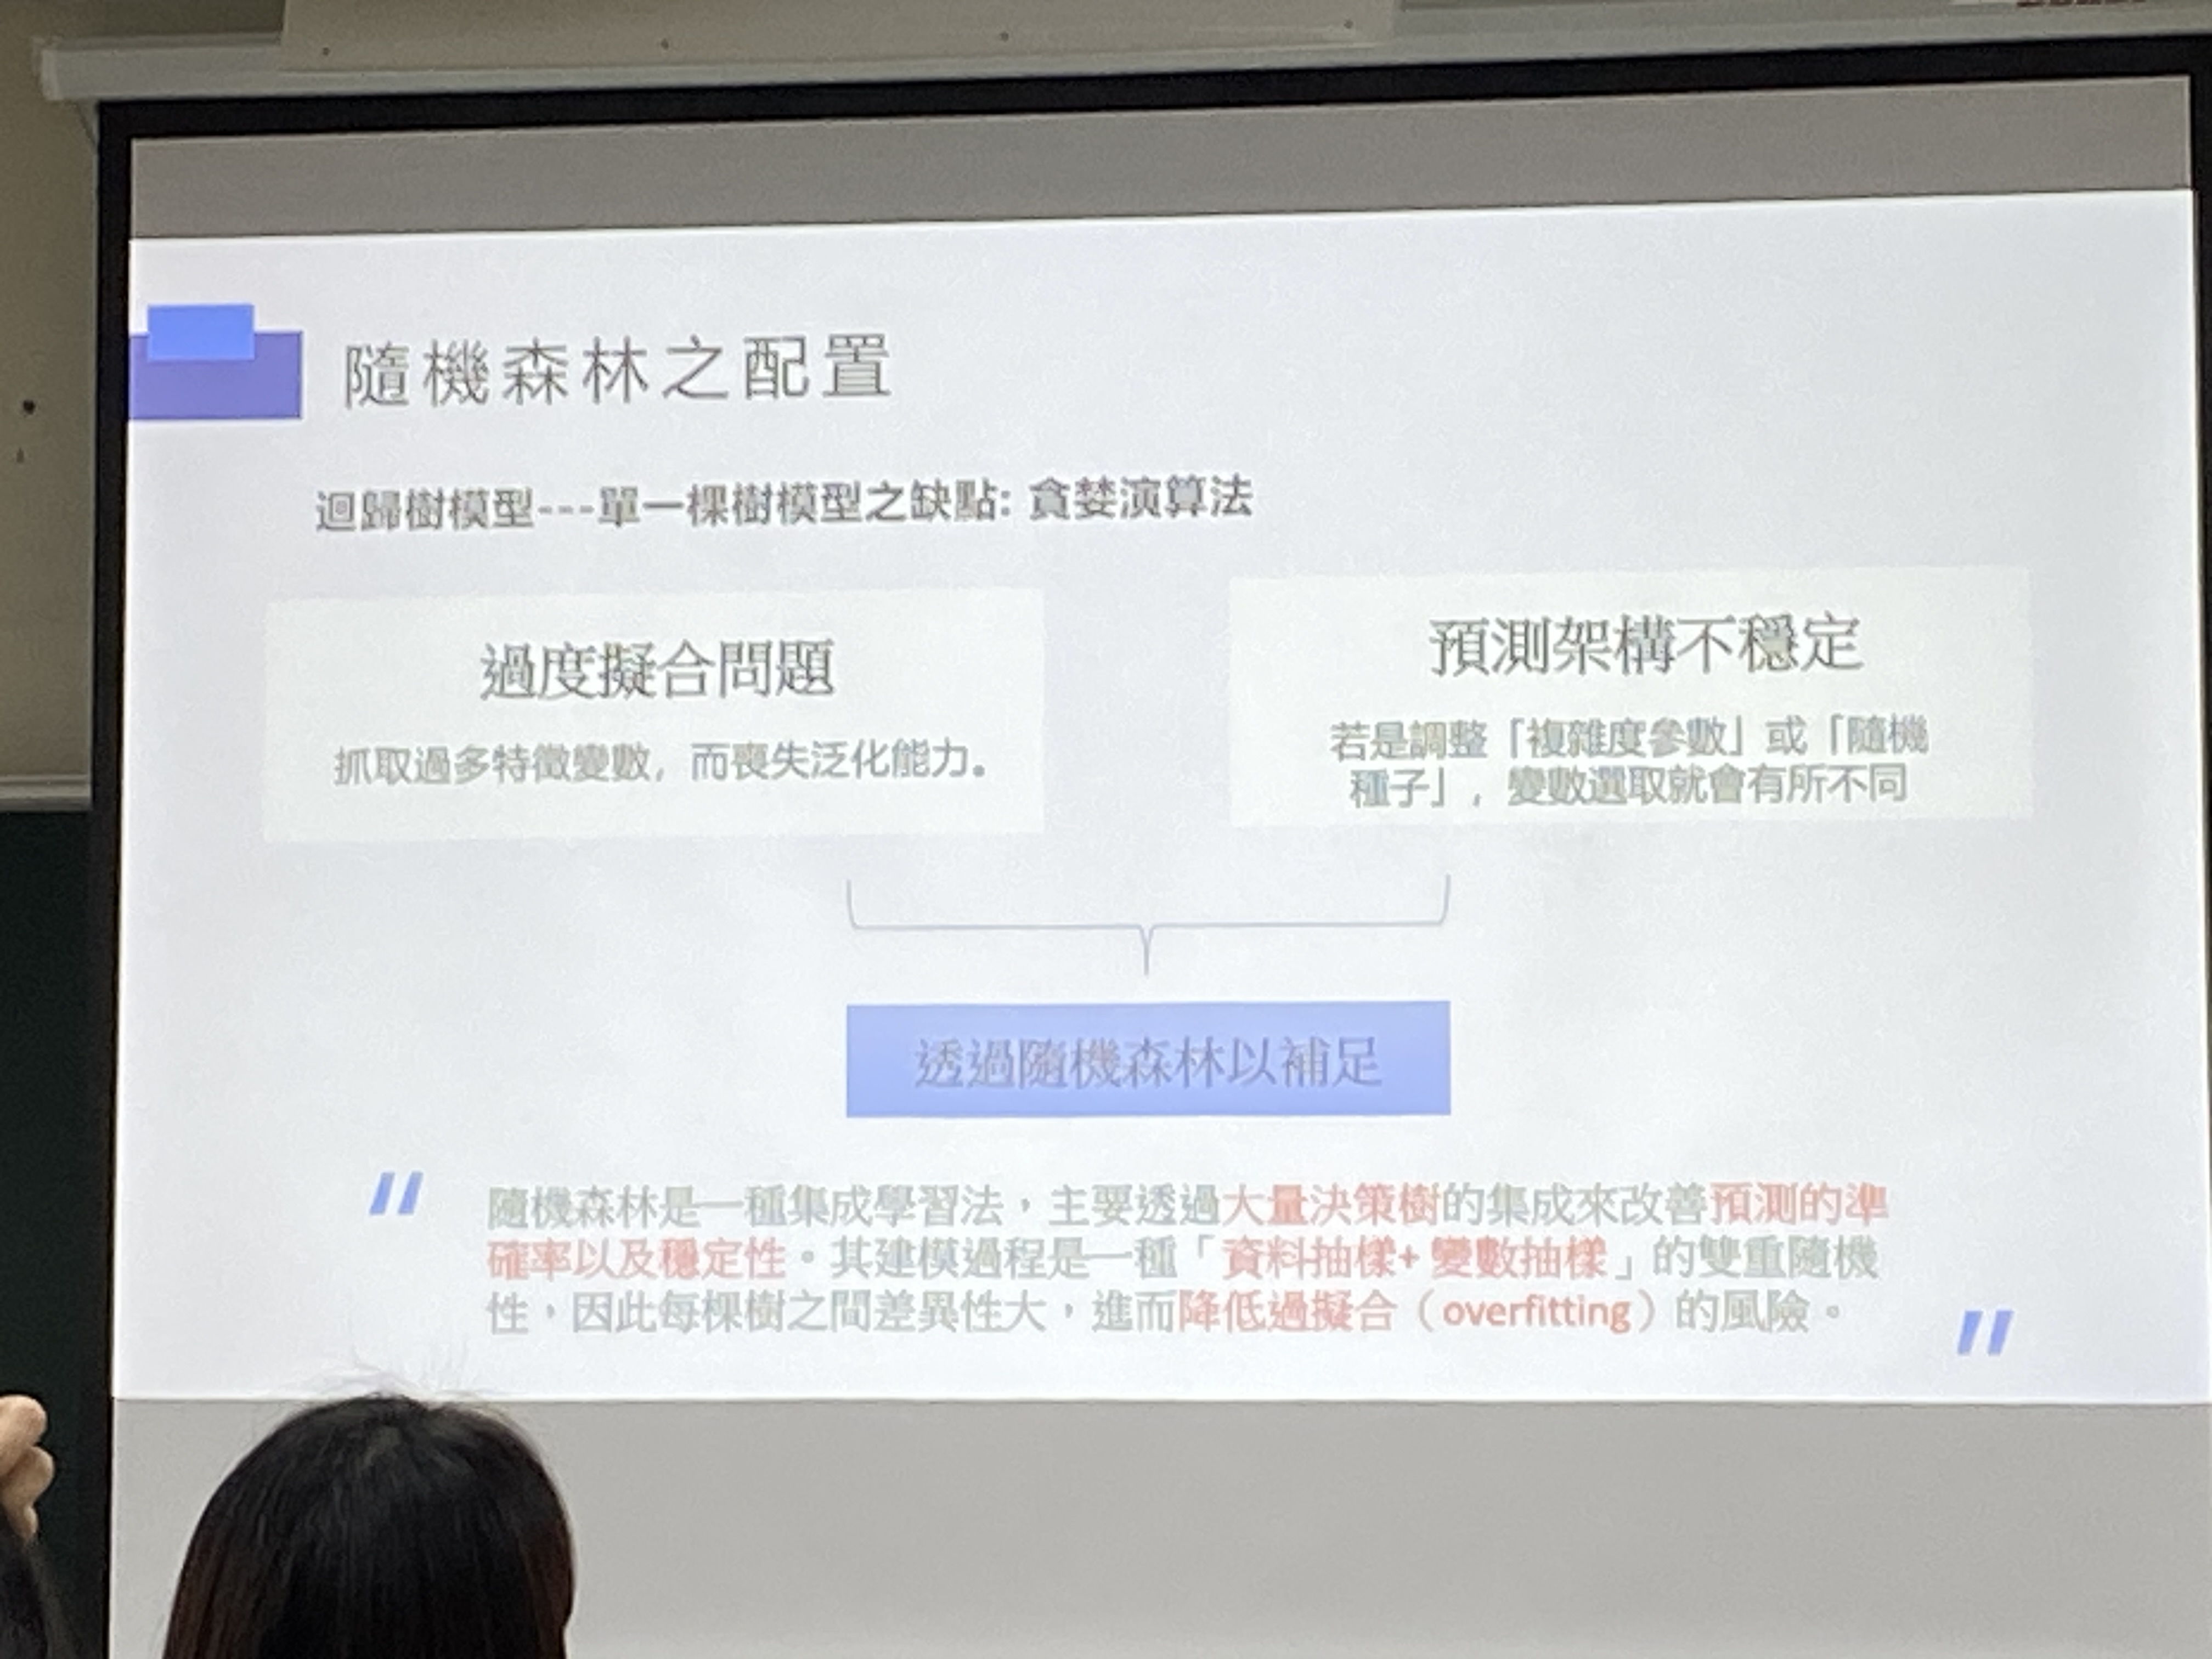 隨機森林之配置
迴歸樹模型---單一棵樹模型之缺點: 貪婪演算法
過度擬合問題
抓取過多特徵變數，而喪失泛化能力。
預測架構不穩定
若是調整「複雜度參數」或「隨機
種子」，變數選取就會有所不同
透過隨機森林以補足
" 隨機森林是一種集成學習法，主要透過大量決策樹的集成來改善預測的準
確率以及穩定性。其建模過程是一種「資料抽樣+ 變數抽樣」的雙重隨機
性，因此每棵樹之間差異性大，進而降低過擬合（overfitting）的風險。 "